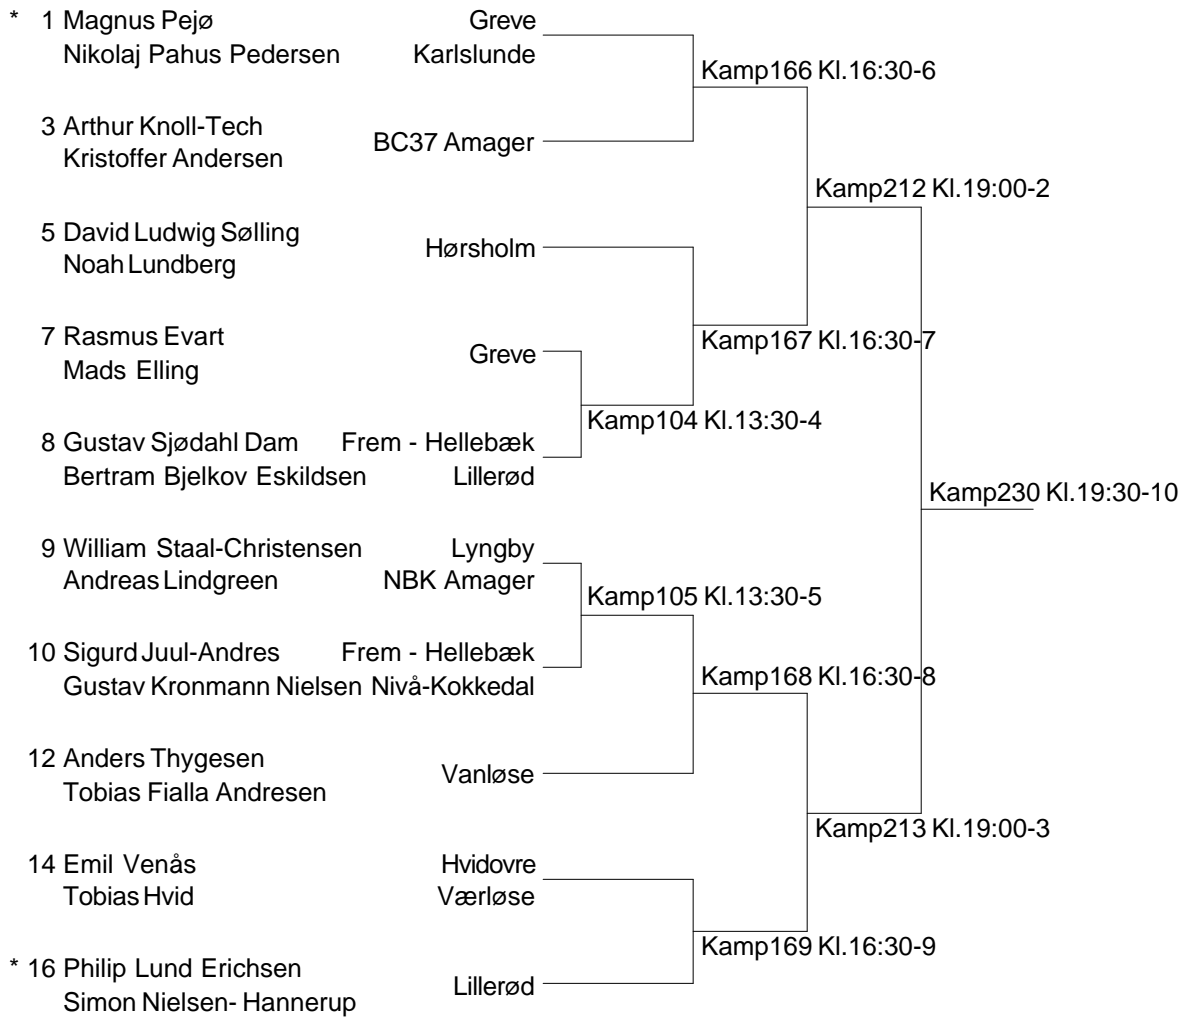 * 1 Magnus Pejø Greve
Nikolaj Pahus Pedersen Karlslunde
Kamp166 Kl.16:30-6
3 Arthur Knoll-Tech
BC37 Amager
Kristoffer Andersen
Kamp212 Kl.19:00-2
5 David Ludwig Sølling
Hørsholm
Noah Lundberg
7 Rasmus Evart
Kamp167 Kl.16:30-7
Greve
Mads Elling
Kamp104 Kl.13:30-4
8 Gustav Sjødahl Dam Frem - Hellebæk
Bertram Bjelkov Eskildsen Lillerød
Kamp230 Kl.19:30-10
9 William Staal-Christensen Lyngby
Andreas Lindgreen NBK Amager
Kamp105 Kl.13:30-5
10 Sigurd Juul-Andres Frem - Hellebæk
Kamp168 Kl.16:30-8
Gustav Kronmann Nielsen Nivå-Kokkedal
12 Anders Thygesen
Vanløse
Tobias Fialla Andresen
Kamp213 Kl.19:00-3
14 Emil Venås Hvidovre
Tobias Hvid Værløse
Kamp169 Kl.16:30-9
* 16 Philip Lund Erichsen
Lillerød
Simon Nielsen- Hannerup